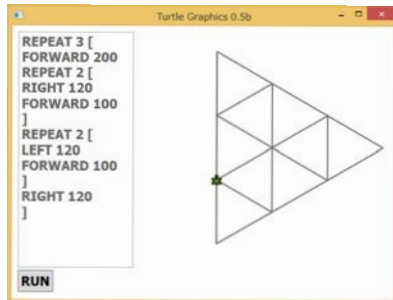 Turtle Graphics 0.5b
REPEAT 3 [
FORWARD 200
REPEAT 2 [
RIGHT 120
FORWARD 100
]
REPEAT 2 [
LEFT 120
FORWARD 100
]
RIGHT 120
]
RUN